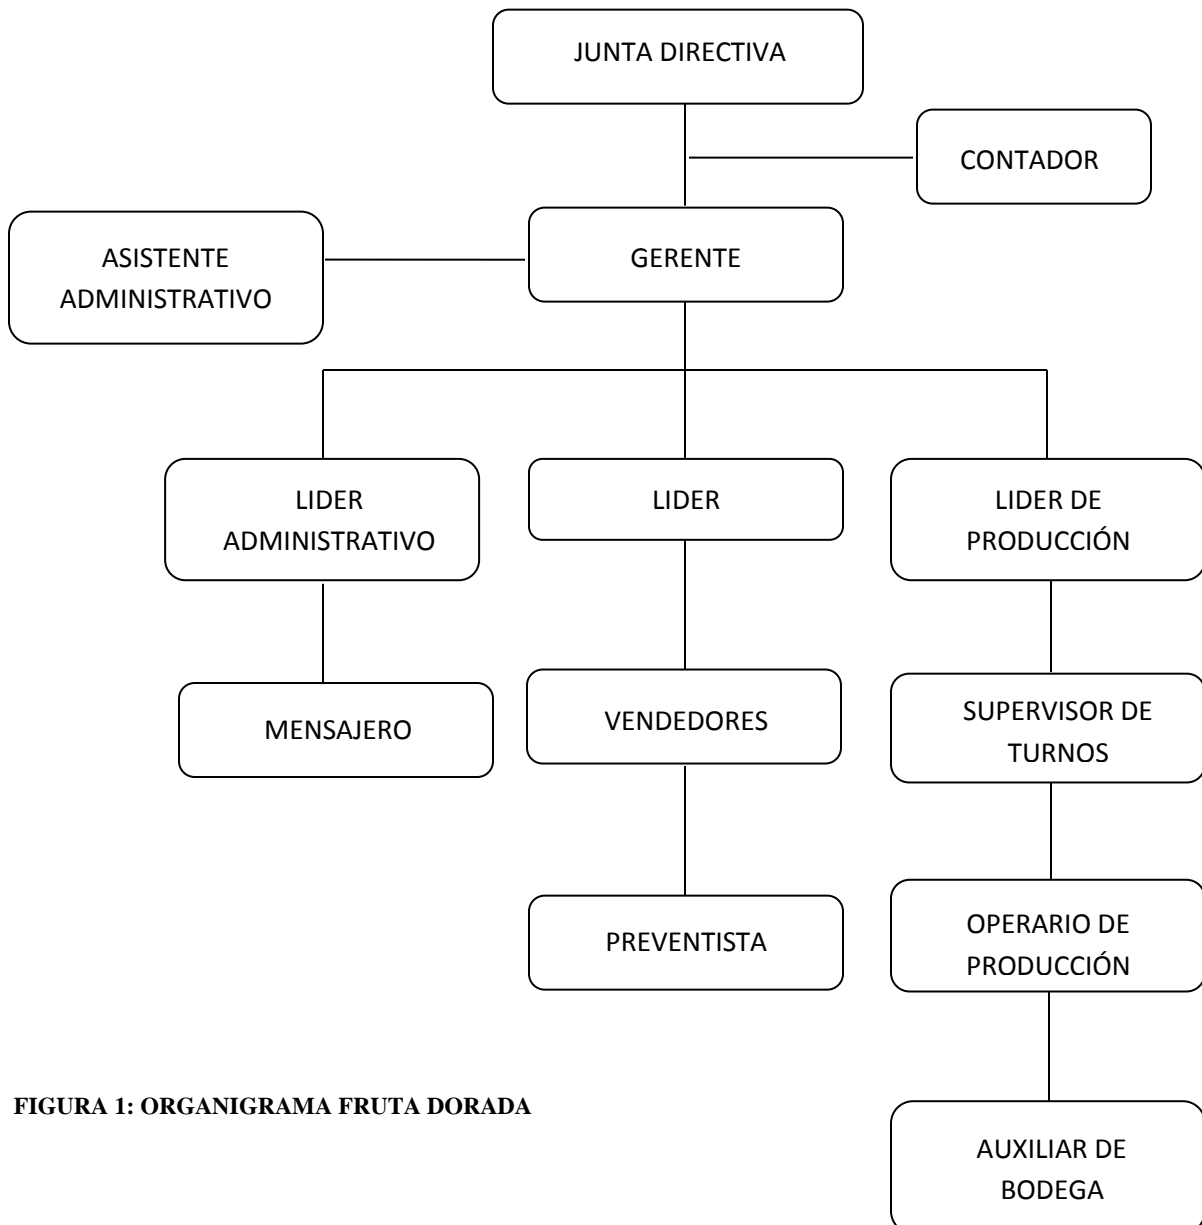 JUNTA DIRECTIVA
CONTADOR
ASISTENTE
ADMINISTRATIVO
GERENTE
LIDER
ADMINISTRATIVO
LIDER
LIDER DE
PRODUCCIÓN
MENSAJERO
VENDEDORES
SUPERVISOR DE
TURNOS
PREVENTISTA
OPERARIO DE
PRODUCCIÓN
FIGURA 1: ORGANIGRAMA FRUTA DORADA
AUXILIAR DE
BODEGA